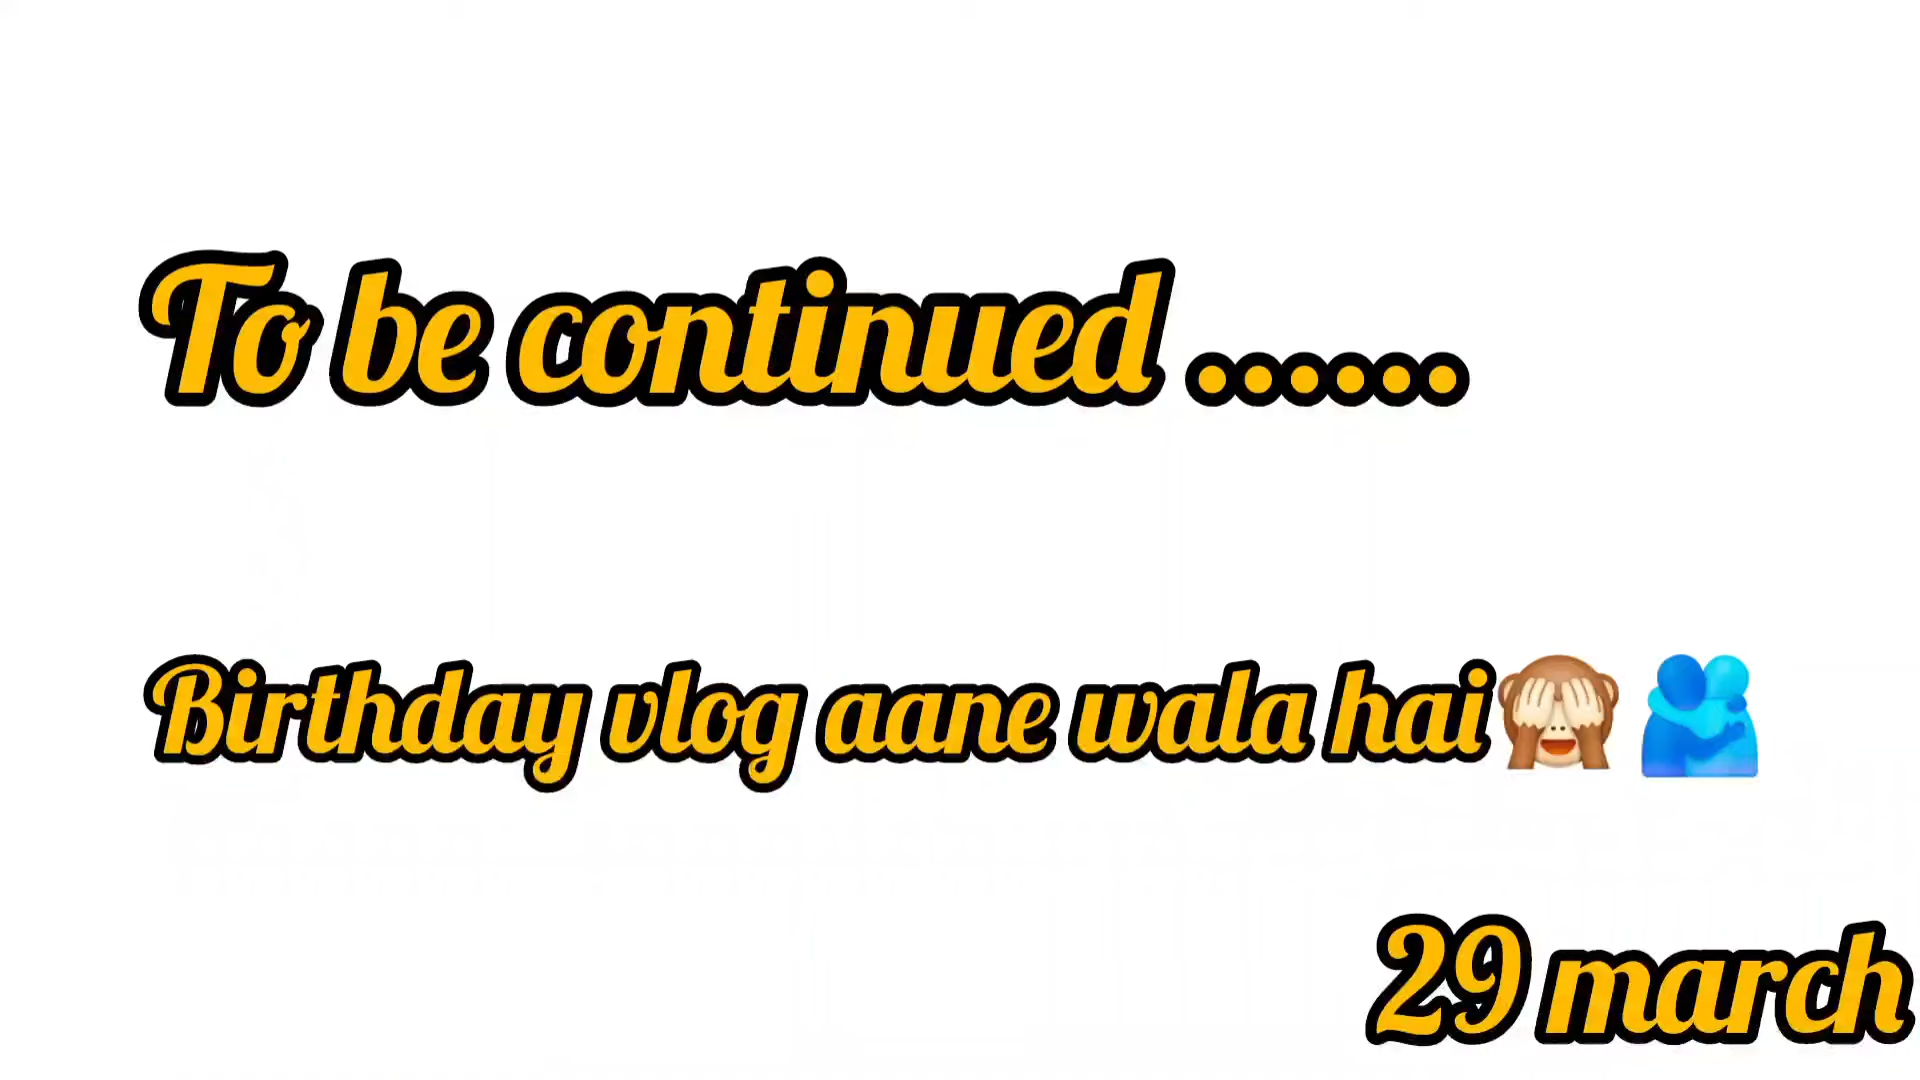 To be continued ......
Birthday vlog aane wala hai🙈🫂
29 march